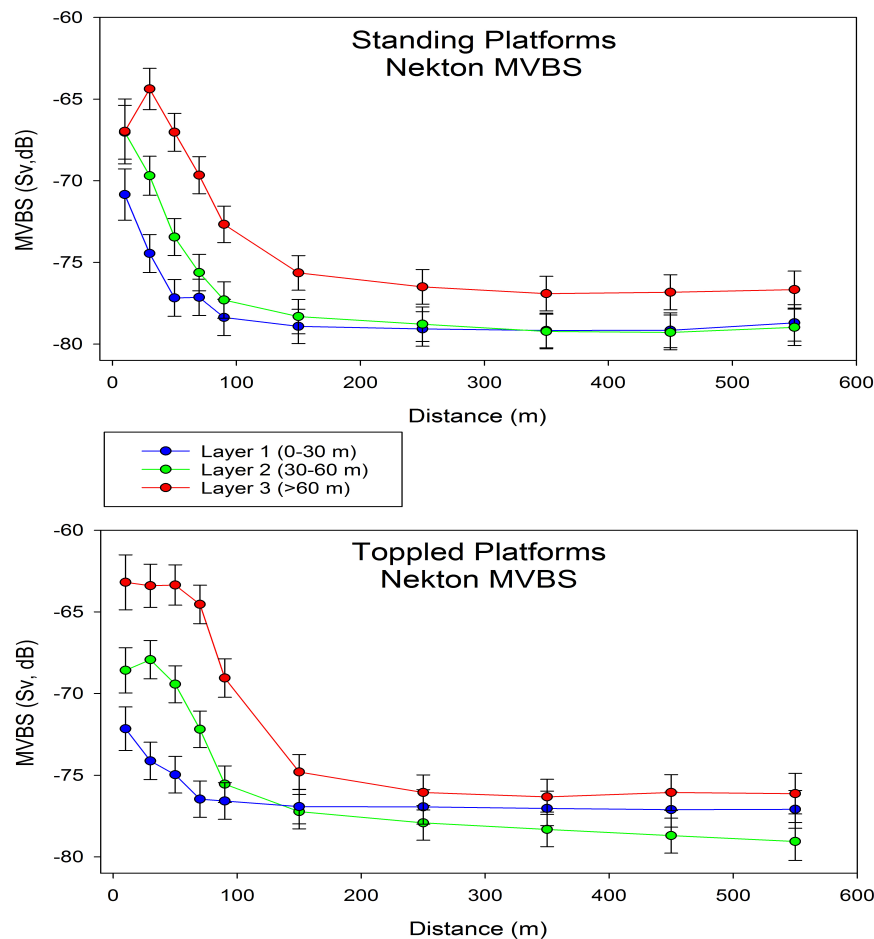 Standing Platforms
Nekton MVBS
-60
-65
-70
-75
-80
MVBS (Sv,dB)
0 100 200 300 400 500 600
Distance (m)
Layer 1 (0-30 m)
Layer 2 (30-60 m)
Layer 3 (>60 m)
Toppled Platforms
Nekton MVBS
-60
-65
-70
-75
-80
MVBS (Sv, dB)
0 100 200 300 400 500 600
Distance (m)